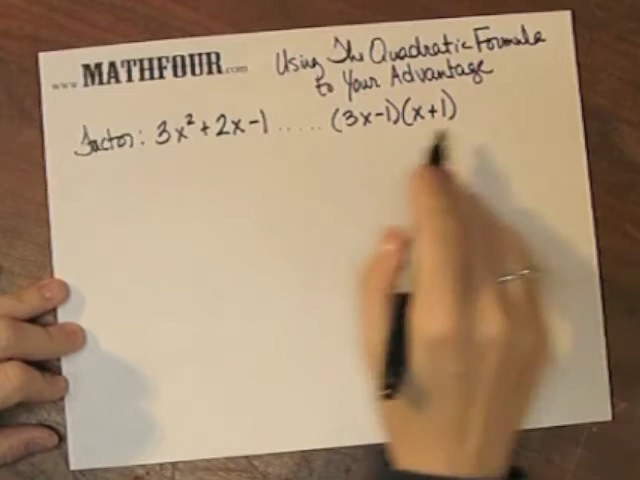 www.MATHFOUR.com
Using The Quadratic Formula
to Your Advantage
Factor: 3x² + 2x - 1 ..... (3x-1)(x+1)